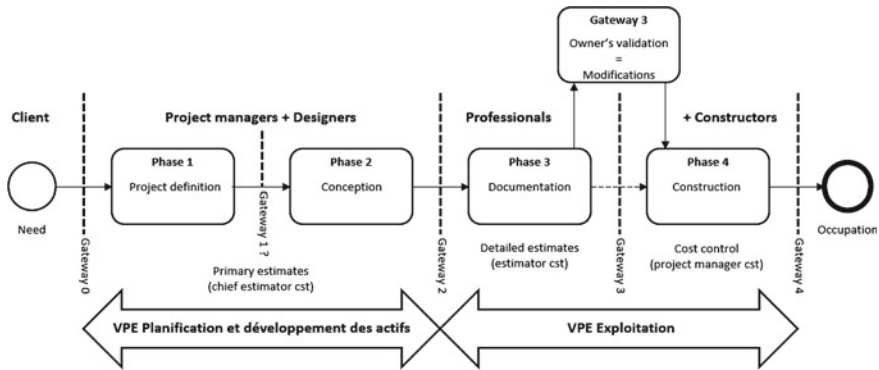 Gateway 3
Owner's validation
=
Modifications
Client
Project managers + Designers
Professionals
+ Constructors
Phase 1
Project definition
Phase 2
Conception
Phase 3
Documentation
Phase 4
Construction
Need
Occupation
Gateway 0
Gateway 1 ?
Gateway 2
Gateway 3
Gateway 4
Primary estimates
(chief estimator cst)
Detailed estimates
(estimator cst)
Cost control
(project manager cst)
VPE Planification et développement des actifs
VPE Exploitation